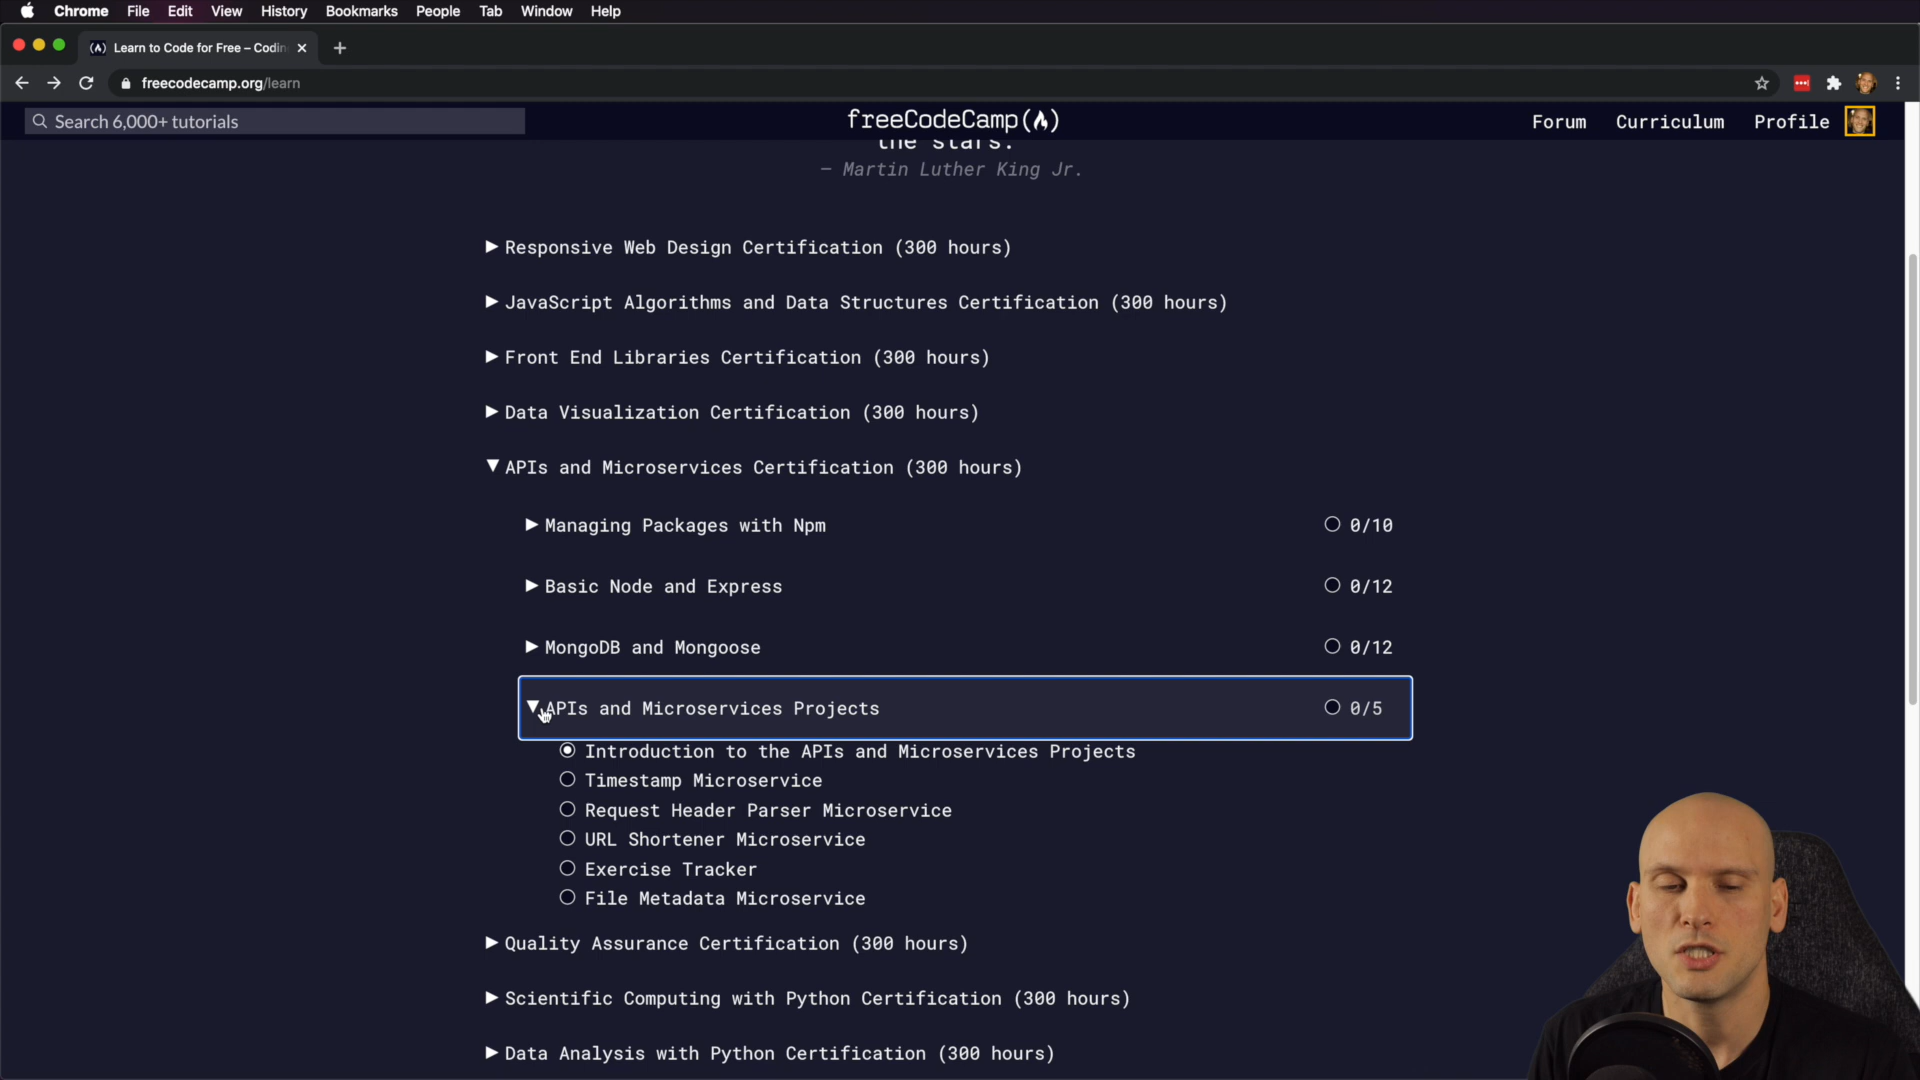 Chrome File Edit View History Bookmarks People Tab Window Help
(A) Learn to Code for Free – Codin
freecodecamp.org/learn
Search 6,000+ tutorials
freeCodeCamp
Forum Curriculum Profile
the stars.
— Martin Luther King Jr.
Responsive Web Design Certification (300 hours)
JavaScript Algorithms and Data Structures Certification (300 hours)
Front End Libraries Certification (300 hours)
Data Visualization Certification (300 hours)
APIs and Microservices Certification (300 hours)
Managing Packages with Npm 0/10
Basic Node and Express 0/12
MongoDB and Mongoose 0/12
APIs and Microservices Projects 0/5
Introduction to the APIs and Microservices Projects
Timestamp Microservice
Request Header Parser Microservice
URL Shortener Microservice
Exercise Tracker
File Metadata Microservice
Quality Assurance Certification (300 hours)
Scientific Computing with Python Certification (300 hours)
Data Analysis with Python Certification (300 hours)